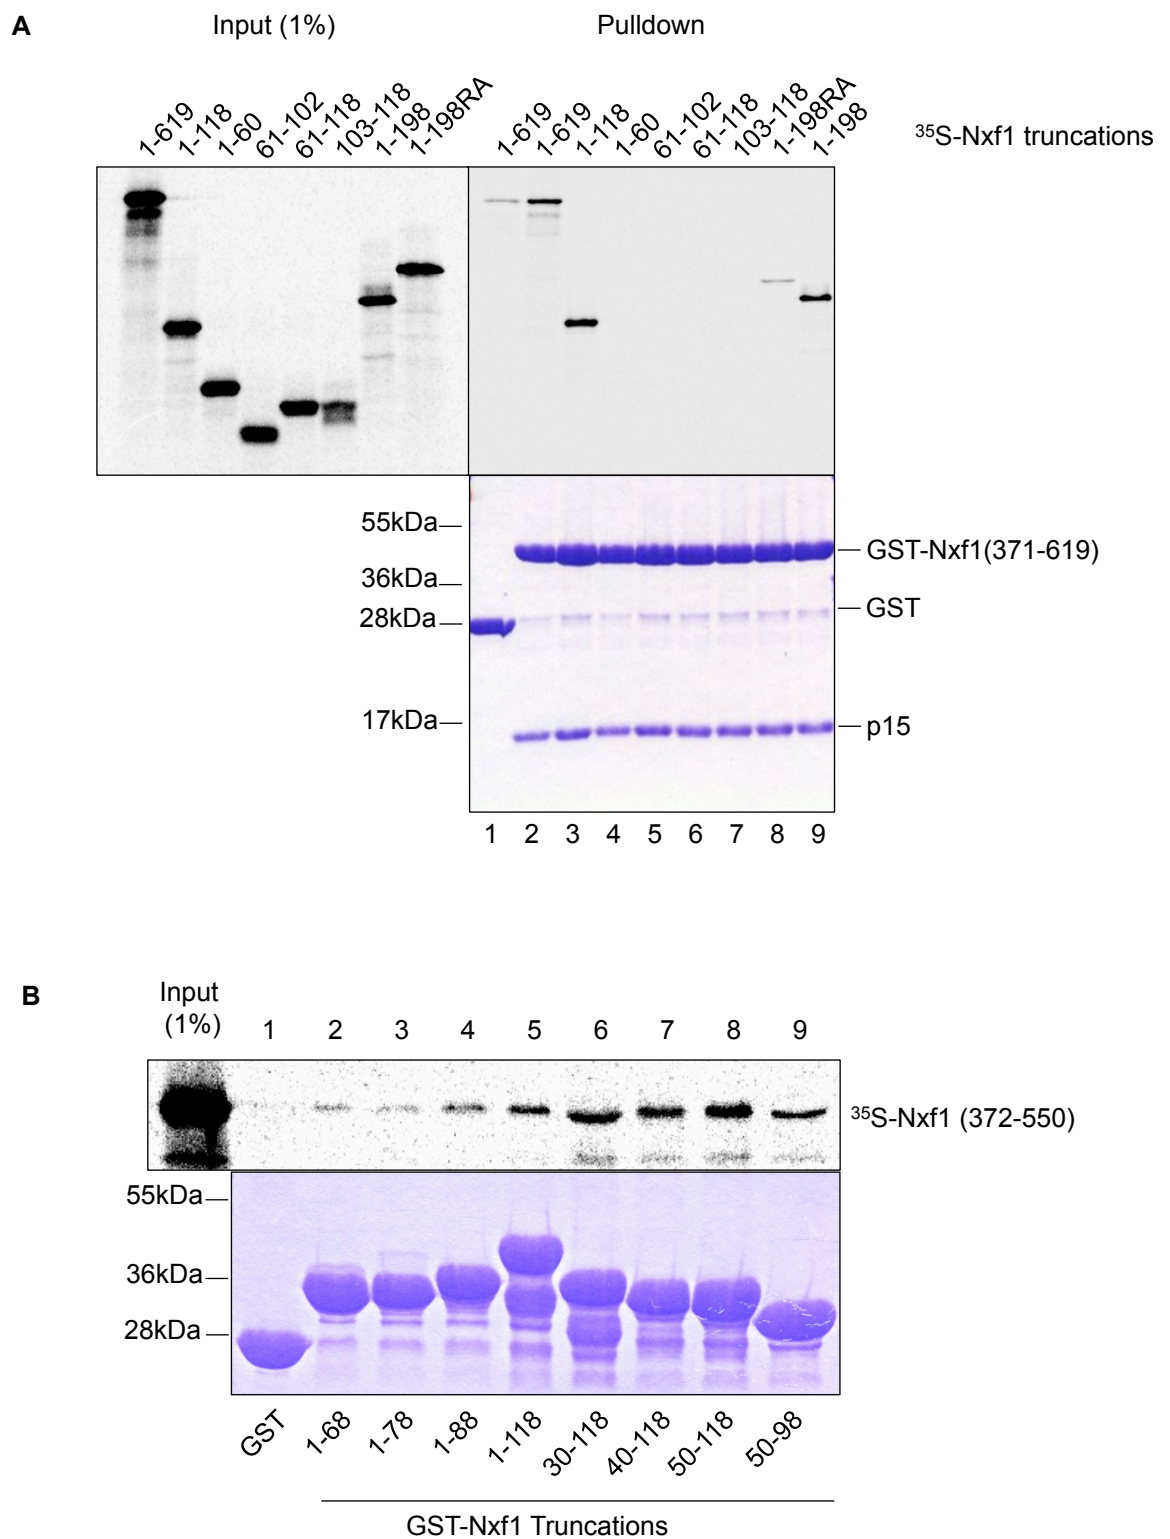 A
Input (1%)
Pulldown
1-619
1-118
1-60
61-102
61-118
103-118
1-198
1-198RA
1-619
1-619
1-118
1-60
61-102
61-118
103-118
1-198RA
1-198
35S-Nxf1 truncations
55kDa
GST-Nxf1(371-619)
36kDa
GST
28kDa
17kDa
p15
1 2 3 4 5 6 7 8 9
B
Input
(1%)
1 2 3 4 5 6 7 8 9
35S-Nxf1 (372-550)
55kDa
36kDa
28kDa
GST
1-68
1-78
1-88
1-118
30-118
40-118
50-118
50-98
GST-Nxf1 Truncations